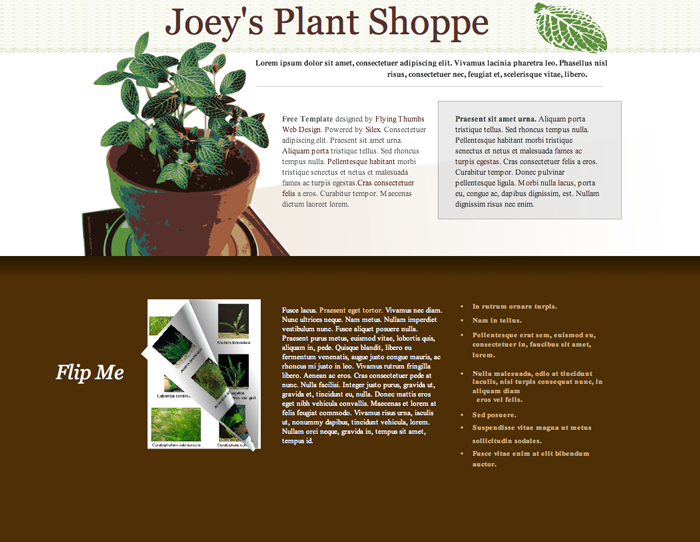 Joey's Plant Shoppe
Lorem ipsum dolor sit amet, consectetuer adipiscing elit. Vivamus lacinia pharetra leo. Phasellus nisl
risus, consectetuer nec, feugiat et, scelerisque vitae, libero.
Free Template designed by Flying Thumbs
Web Design. Powered by Silex. Consectetuer
adipiscing elit. Praesent sit amet urna.
Aliquam porta tristique tellus. Sed rhoncus
tempus nulla. Pellentesque habitant morbi
tristique senectus et netus et malesuada
fames ac turpis egestas.Cras consectetuer
felis a eros. Curabitur tempor. Maecenas
dictum laoreet lorem.
Praesent sit amet urna. Aliquam porta
tristique tellus. Sed rhoncus tempus nulla.
Pellentesque habitant morbi tristique
senectus et netus et malesuada fames ac
turpis egestas. Cras consectetuer felis a eros.
Curabitur tempor. Donec pulvinar
pellentesque ligula. Morbi nulla lacus, porta
eu, congue ac, dapibus dignissim, est. Nullam
dignissim risus nec enim.
Flip Me
Fusce lacus. Praesent eget tortor. Vivamus nec diam.
Nunc ultrices neque. Nam metus. Nullam imperdiet
vestibulum nunc. Fusce aliquet posuere nulla.
Praesent purus metus, euismod vitae, lobortis quis,
aliquam in, pede. Quisque blandit, libero eu
fermentum venenatis, augue justo congue mauris, ac
rhoncus mi justo in leo. Vivamus rutrum fringilla
libero. Aenean ac eros. Cras consectetuer pede at
nunc. Nulla facilisi. Integer justo purus, gravida ut,
gravida et, tincidunt eu, nulla. Donec mattis eros
eget nibh vehicula convallis. Maecenas et lorem at
felis feugiat commodo. Vivamus risus urna, iaculis
ut, nonummy dapibus, tincidunt vehicula, lorem.
Nullam orci neque, gravida in, tempus sit amet,
tempus id.
• In rutrum ornare turpis.
• Nam in tellus.
• Pellentesque erat sem, euismod eu,
consectetuer in, faucibus sit amet,
lorem.
• Nulla malesuada, odio at tincidunt
iaculis, nisi turpis consequat nunc, in
aliquam diam
eros vel felis.
• Sed posuere.
• Suspendisse vitae magna ut metus
sollicitudin sodales.
• Fusce vitae enim at elit bibendum
auctor.